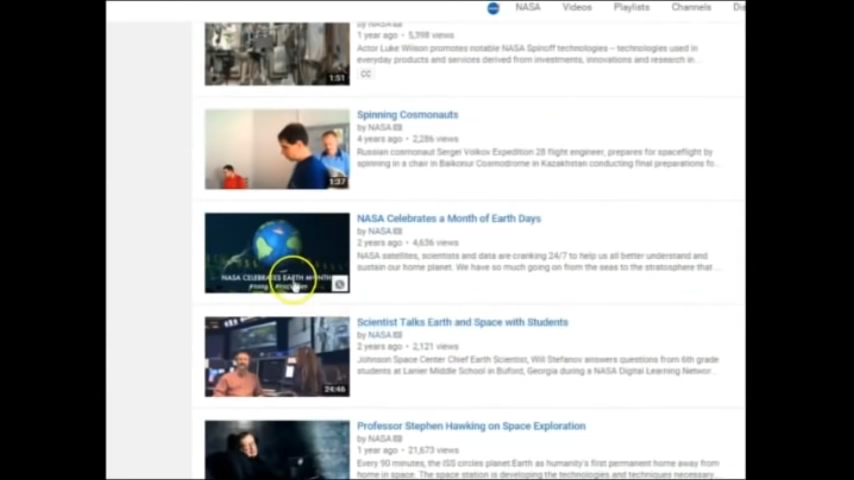 NASA Videos Playlists Channels
by NASA
1 year ago • 5,398 views
Actor Luke Wilson promotes notable NASA Spinoff technologies – technologies used in
everyday products and services derived from investments, innovations and research in...
1:51
CC
Spinning Cosmonauts
by NASA
4 years ago • 2,286 views
Russian cosmonaut Sergei Volkov Expedition 28 flight engineer, prepares for spaceflight by
spinning in a chair in Baikonur Cosmodrome in Kazakhstan conducting final preparations fo...
1:37
NASA Celebrates a Month of Earth Days
by NASA
2 years ago • 4,636 views
NASA satellites, scientists and data are cranking 24/7 to help us all better understand and
sustain our home planet. We have so much going on from the seas to the stratosphere that ...
NASA CELEBRATES EARTH MONTH
Scientist Talks Earth and Space with Students
by NASA
2 years ago • 2,121 views
Johnson Space Center Chief Earth Scientist, Will Stefanov answers questions from 6th grade
students at Lanier Middle School in Buford, Georgia during a NASA Digital Learning Networ...
24:46
Professor Stephen Hawking on Space Exploration
by NASA
1 year ago • 21,673 views
Every 90 minutes, the ISS circles planet Earth as humanity's first permanent home away from
home in space. The space station is developing the technologies and techniques necessary...